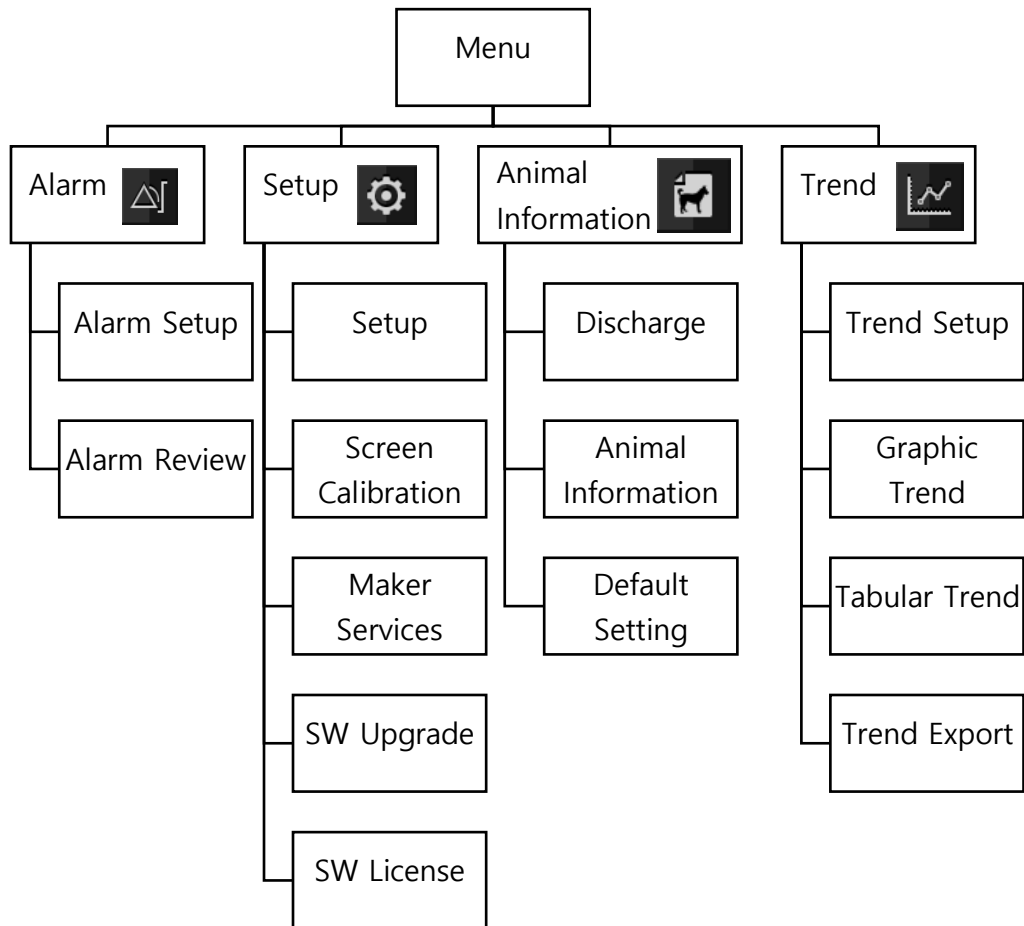 Menu
Alarm
Setup
Animal
Information
Trend
Alarm Setup
Setup
Discharge
Trend Setup
Alarm Review
Screen
Calibration
Animal
Information
Graphic
Trend
Maker
Services
Default
Setting
Tabular Trend
SW Upgrade
Trend Export
SW License